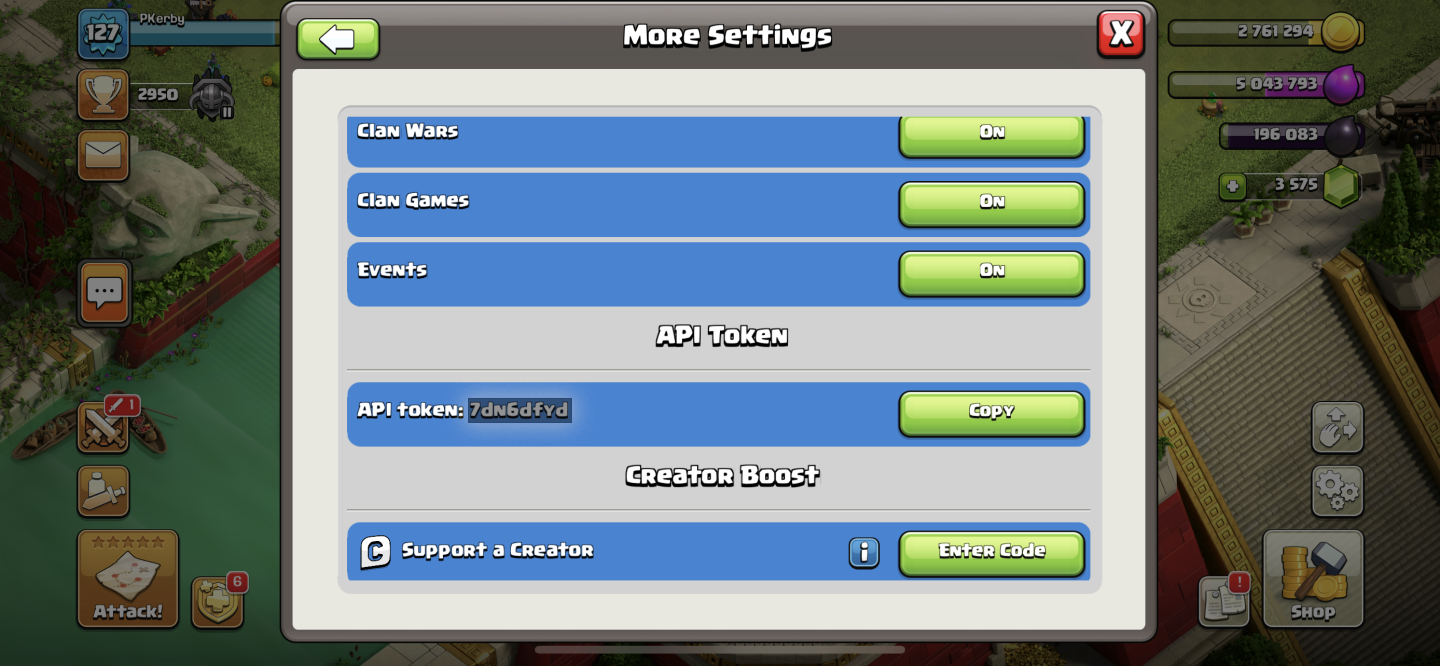 127
PKerby
More Settings
X
2 761 294
2950
5 043 793
196 083
3 575
Clan Wars
On
Clan Games
On
Events
On
API Token
API token: 7dn6dfyd
Copy
Creator Boost
C Support a Creator
i
Enter Code
1
Attack!
6
!
Shop